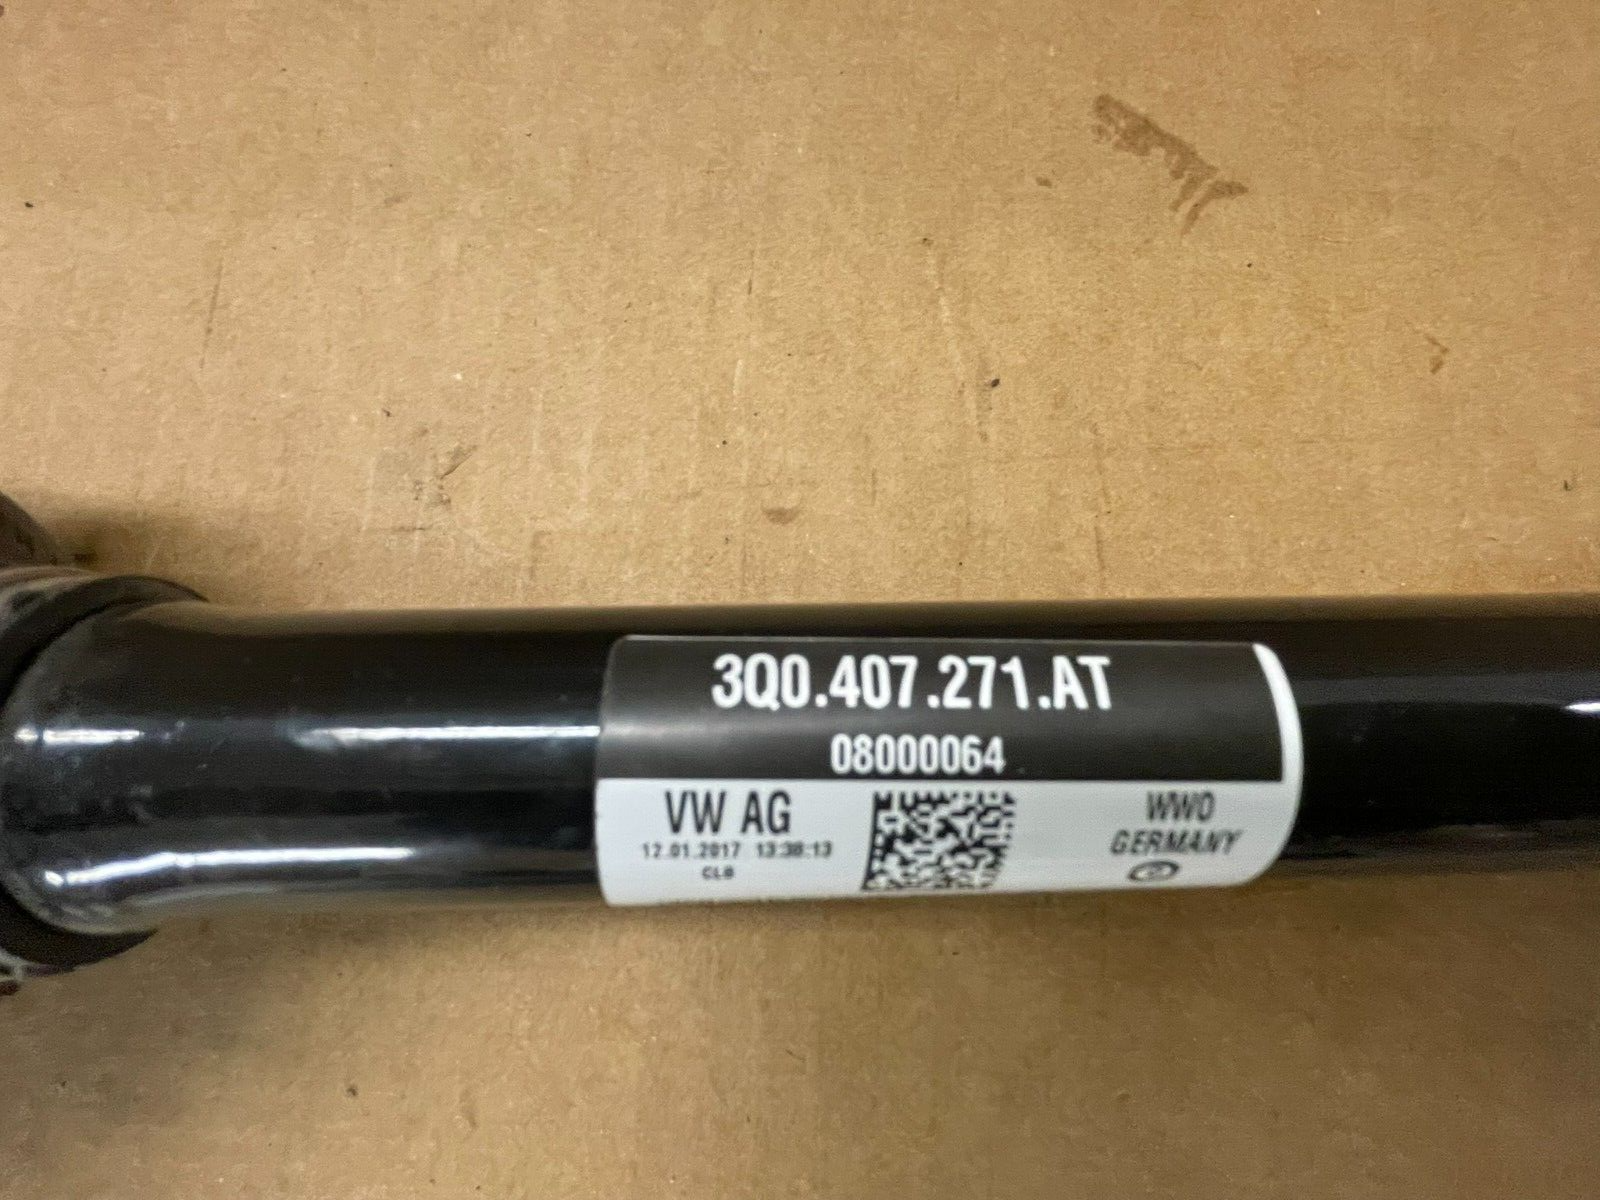 3Q0.407.271.AT
08000064
VW AG
12.01.2017 13:38:13
CLB
WWO
GERMANY